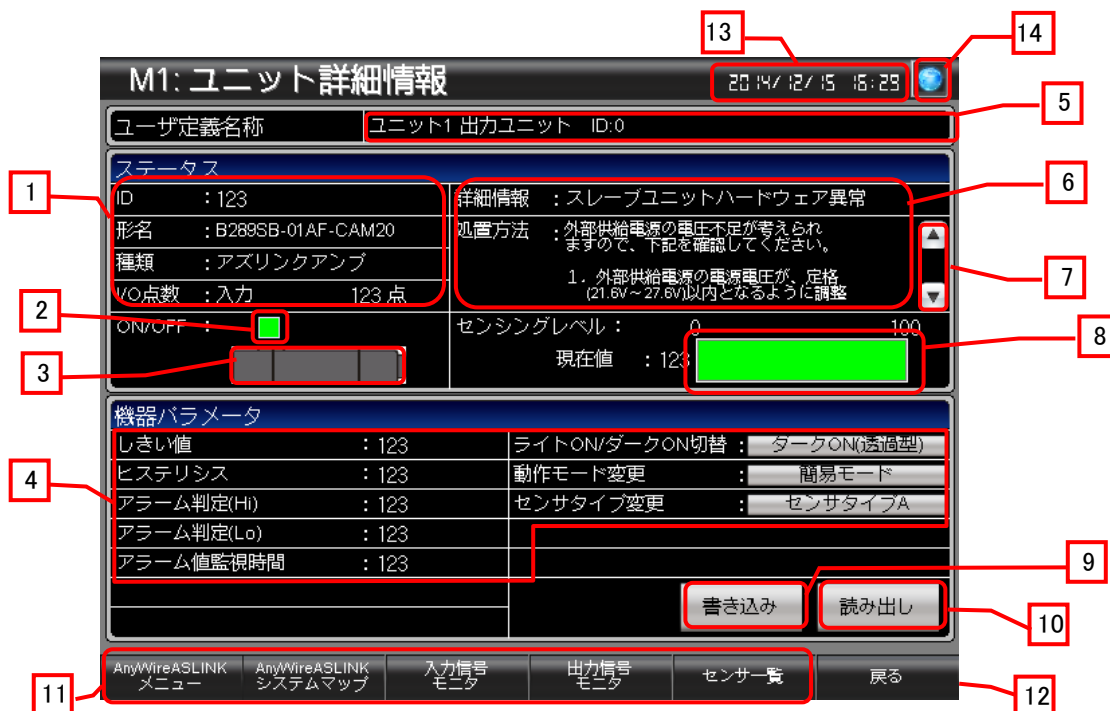 13
14
M1: ユニット詳細情報
2014/12/15 16:29
5
ユーザ定義名称
ユニット1 出力ユニット ID:0
ステータス
1
ID :123
形名 :B289SB-01AF-CAM20
種類 :アズリンクアンプ
I/O点数 :入力 123 点
6
詳細情報 :スレーブユニットハードウェア異常
処置方法 :外部供給電源の電圧不足が考えられ
ますので、下記を確認してください。
1. 外部供給電源の電源電圧が、定格
(21.6V~27.6V)以内となるように調整
7
2
ON/OFF :
3
センシングレベル: 0 100
現在値 :123
8
機器パラメータ
4
しきい値 :123
ヒステリシス :123
アラーム判定(Hi) :123
アラーム判定(Lo) :123
アラーム値監視時間 :123
ライトON/ダークON切替 : ダークON(透過型)
動作モード変更 : 簡易モード
センサタイプ変更 : センサタイプA
9
書き込み
読み出し
10
11
AnyWireASLINK
メニュー
AnyWireASLINK
システムマップ
入力信号
モニタ
出力信号
モニタ
センサ一覧
戻る
12